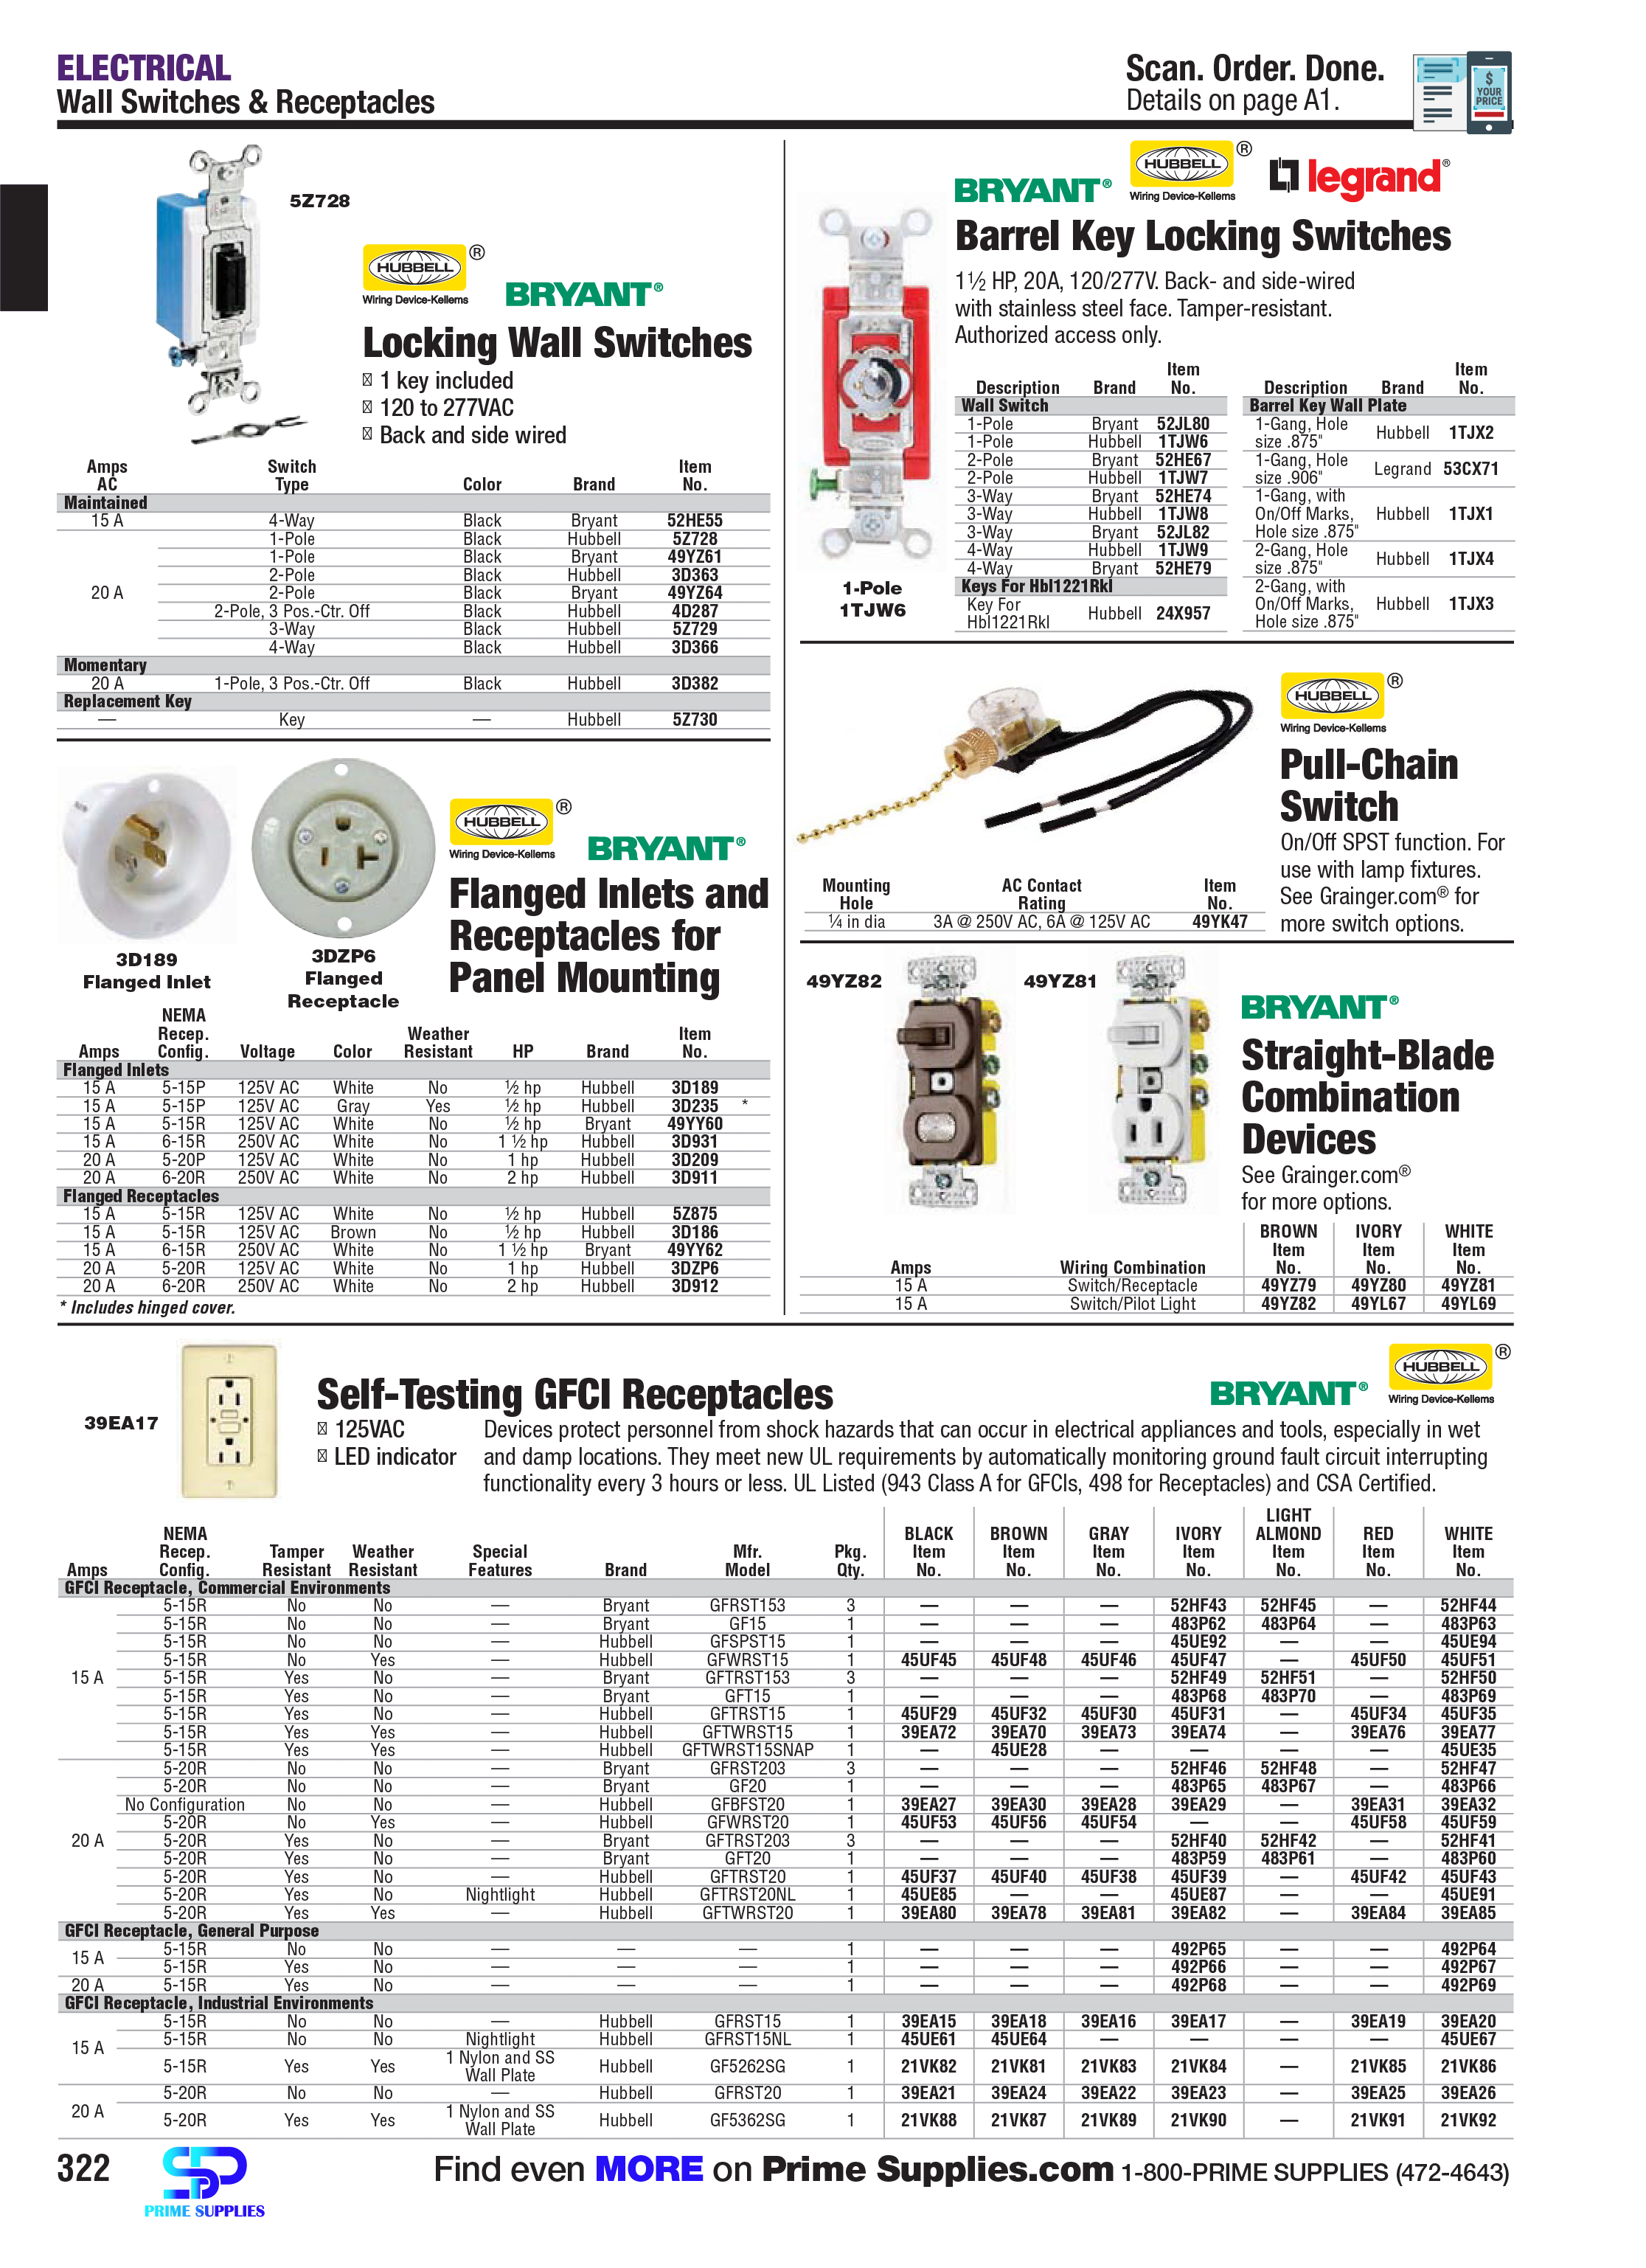 ELECTRICAL
Wall Switches & Receptacles
Scan. Order. Done.
Details on page A1.
$
YOUR
PRICE
5Z728
HUBBELL®
Wiring Device-Kellems
BRYANT®
Locking Wall Switches
1 key included
120 to 277VAC
Back and side wired
Amps AC Switch Type Color Brand Item No.
Maintained
15 A 4-Way Black Bryant 52HE55
20 A 1-Pole Black Hubbell 5Z728
1-Pole Black Bryant 49YZ61
2-Pole Black Hubbell 3D363
2-Pole Black Bryant 49YZ64
2-Pole, 3 Pos.-Ctr. Off Black Hubbell 4D287
3-Way Black Hubbell 5Z729
4-Way Black Hubbell 3D366
Momentary
20 A 1-Pole, 3 Pos.-Ctr. Off Black Hubbell 3D382
Replacement Key
— Key — Hubbell 5Z730
BRYANT®
HUBBELL®
Wiring Device-Kellems
legrand®
Barrel Key Locking Switches
1½ HP, 20A, 120/277V. Back- and side-wired
with stainless steel face. Tamper-resistant.
Authorized access only.
1-Pole
1TJW6
Description Brand Item No.
Wall Switch
1-Pole Bryant 52JL80
1-Pole Hubbell 1TJW6
2-Pole Bryant 52HE67
2-Pole Hubbell 1TJW7
3-Way Bryant 52HE74
3-Way Hubbell 1TJW8
3-Way Bryant 52JL82
4-Way Hubbell 1TJW9
4-Way Bryant 52HE79
Keys For Hbl1221Rkl
Key For
Hbl1221Rkl Hubbell 24X957
Description Brand Item No.
Barrel Key Wall Plate
1-Gang, Hole
size .875" Hubbell 1TJX2
1-Gang, Hole
size .906" Legrand 53CX71
1-Gang, with
On/Off Marks,
Hole size .875" Hubbell 1TJX1
2-Gang, Hole
size .875" Hubbell 1TJX4
2-Gang, with
On/Off Marks,
Hole size .875" Hubbell 1TJX3
HUBBELL®
Wiring Device-Kellems
Pull-Chain
Switch
On/Off SPST function. For
use with lamp fixtures.
See Grainger.com® for
more switch options.
Mounting Hole AC Contact Rating Item No.
¼ in dia 3A @ 250V AC, 6A @ 125V AC 49YK47
3D189
Flanged Inlet
3DZP6
Flanged
Receptacle
HUBBELL®
Wiring Device-Kellems
BRYANT®
Flanged Inlets and
Receptacles for
Panel Mounting
Amps NEMA Recep. Config. Voltage Color Weather Resistant HP Brand Item No.
Flanged Inlets
15 A 5-15P 125V AC White No ½ hp Hubbell 3D189
15 A 5-15P 125V AC Gray Yes ½ hp Hubbell 3D235 *
15 A 5-15R 125V AC White No ½ hp Bryant 49YY60
15 A 6-15R 250V AC White No 1 ½ hp Hubbell 3D931
20 A 5-20P 125V AC White No 1 hp Hubbell 3D209
20 A 6-20R 250V AC White No 2 hp Hubbell 3D911
Flanged Receptacles
15 A 5-15R 125V AC White No ½ hp Hubbell 5Z875
15 A 5-15R 125V AC Brown No ½ hp Hubbell 3D186
15 A 6-15R 250V AC White No 1 ½ hp Bryant 49YY62
20 A 5-20R 125V AC White No 1 hp Hubbell 3DZP6
20 A 6-20R 250V AC White No 2 hp Hubbell 3D912
* Includes hinged cover.
49YZ82
49YZ81
BRYANT®
Straight-Blade
Combination
Devices
See Grainger.com®
for more options.
Amps Wiring Combination BROWN Item No. IVORY Item No. WHITE Item No.
15 A Switch/Receptacle 49YZ79 49YZ80 49YZ81
15 A Switch/Pilot Light 49YZ82 49YL67 49YL69
39EA17
Self-Testing GFCI Receptacles
BRYANT®
HUBBELL®
Wiring Device-Kellems
125VAC
LED indicator
Devices protect personnel from shock hazards that can occur in electrical appliances and tools, especially in wet
and damp locations. They meet new UL requirements by automatically monitoring ground fault circuit interrupting
functionality every 3 hours or less. UL Listed (943 Class A for GFCIs, 498 for Receptacles) and CSA Certified.
Amps NEMA Recep. Config. Tamper Resistant Weather Resistant Special Features Brand Mfr. Model Pkg. Qty. BLACK Item No. BROWN Item No. GRAY Item No. IVORY Item No. LIGHT ALMOND Item No. RED Item No. WHITE Item No.
GFCI Receptacle, Commercial Environments
15 A 5-15R No No — Bryant GFRST153 3 — — — 52HF43 52HF45 — 52HF44
5-15R No No — Bryant GF15 1 — — — 483P62 483P64 — 483P63
5-15R No No — Hubbell GFSPST15 1 — — — 45UE92 — — 45UE94
5-15R No Yes — Hubbell GFWRST15 1 45UF45 45UF48 45UF46 45UF47 — 45UF50 45UF51
5-15R Yes No — Bryant GFTRST153 3 — — — 52HF49 52HF51 — 52HF50
5-15R Yes No — Bryant GFT15 1 — — — 483P68 483P70 — 483P69
5-15R Yes No — Hubbell GFTRST15 1 45UF29 45UF32 45UF30 45UF31 — 45UF34 45UF35
5-15R Yes Yes — Hubbell GFTWRST15 1 39EA72 39EA70 39EA73 39EA74 — 39EA76 39EA77
5-15R Yes Yes — Hubbell GFTWRST15SNAP 1 — 45UE28 — — — — 45UE35
20 A 5-20R No No — Bryant GFRST203 3 — — — 52HF46 52HF48 — 52HF47
5-20R No No — Bryant GF20 1 — — — 483P65 483P67 — 483P66
No Configuration No No — Hubbell GFBFST20 1 39EA27 39EA30 39EA28 39EA29 — 39EA31 39EA32
5-20R No Yes — Hubbell GFWRST20 1 45UF53 45UF56 45UF54 — — 45UF58 45UF59
5-20R Yes No — Bryant GFTRST203 3 — — — 52HF40 52HF42 — 52HF41
5-20R Yes No — Bryant GFT20 1 — — — 483P59 483P61 — 483P60
5-20R Yes No — Hubbell GFTRST20 1 45UF37 45UF40 45UF38 45UF39 — 45UF42 45UF43
5-20R Yes No Nightlight Hubbell GFTRST20NL 1 45UE85 — — 45UE87 — — 45UE91
5-20R Yes Yes — Hubbell GFTWRST20 1 39EA80 39EA78 39EA81 39EA82 — 39EA84 39EA85
GFCI Receptacle, General Purpose
15 A 5-15R No No — — — 1 — — — 492P65 — — 492P64
5-15R Yes No — — — 1 — — — 492P66 — — 492P67
20 A 5-15R Yes No — — — 1 — — — 492P68 — — 492P69
GFCI Receptacle, Industrial Environments
15 A 5-15R No No — Hubbell GFRST15 1 39EA15 39EA18 39EA16 39EA17 — 39EA19 39EA20
5-15R No No Nightlight Hubbell GFRST15NL 1 45UE61 45UE64 — — — — 45UE67
5-15R Yes Yes 1 Nylon and SS Wall Plate Hubbell GF5262SG 1 21VK82 21VK81 21VK83 21VK84 — 21VK85 21VK86
20 A 5-20R No No — Hubbell GFRST20 1 39EA21 39EA24 39EA22 39EA23 — 39EA25 39EA26
5-20R Yes Yes 1 Nylon and SS Wall Plate Hubbell GF5362SG 1 21VK88 21VK87 21VK89 21VK90 — 21VK91 21VK92
322
PRIME SUPPLIES
Find even MORE on Prime Supplies.com 1-800-PRIME SUPPLIES (472-4643)